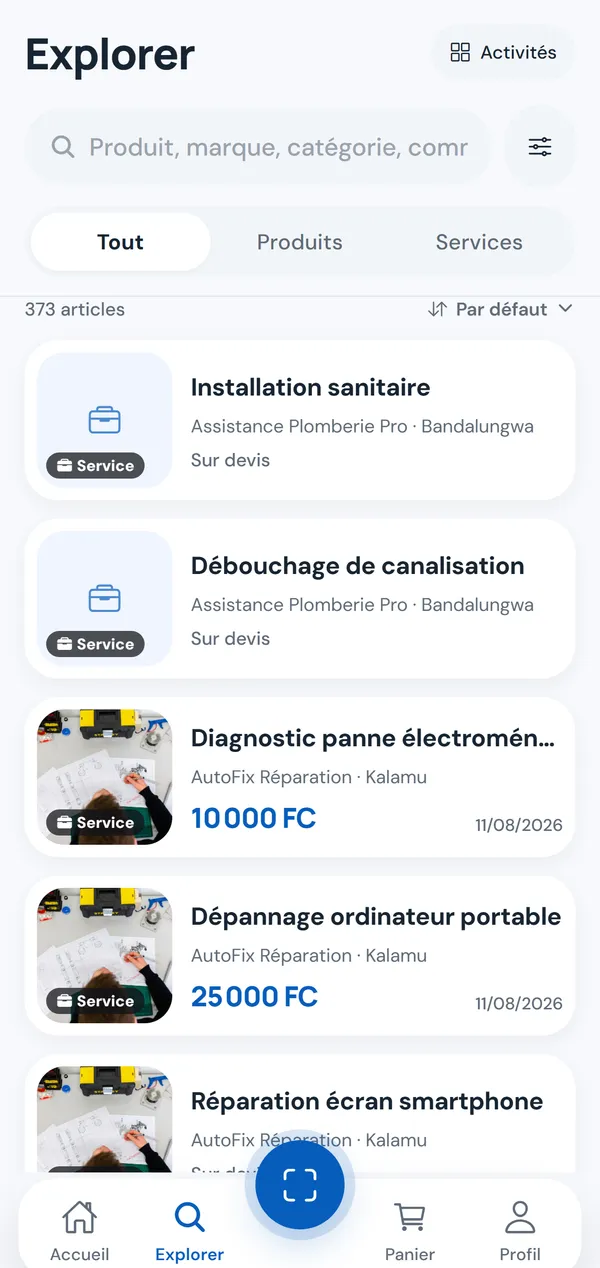 Explorer
Activités
Produit, marque, catégorie, comr
Tout
Produits
Services
373 articles
Par défaut
Installation sanitaire
Assistance Plomberie Pro · Bandalungwa
Sur devis
Service
Débouchage de canalisation
Assistance Plomberie Pro · Bandalungwa
Sur devis
Service
Diagnostic panne électromén...
AutoFix Réparation · Kalamu
10 000 FC
11/08/2026
Service
Dépannage ordinateur portable
AutoFix Réparation · Kalamu
25 000 FC
11/08/2026
Service
Réparation écran smartphone
AutoFix Réparation · Kalamu
Accueil
Explorer
Panier
Profil